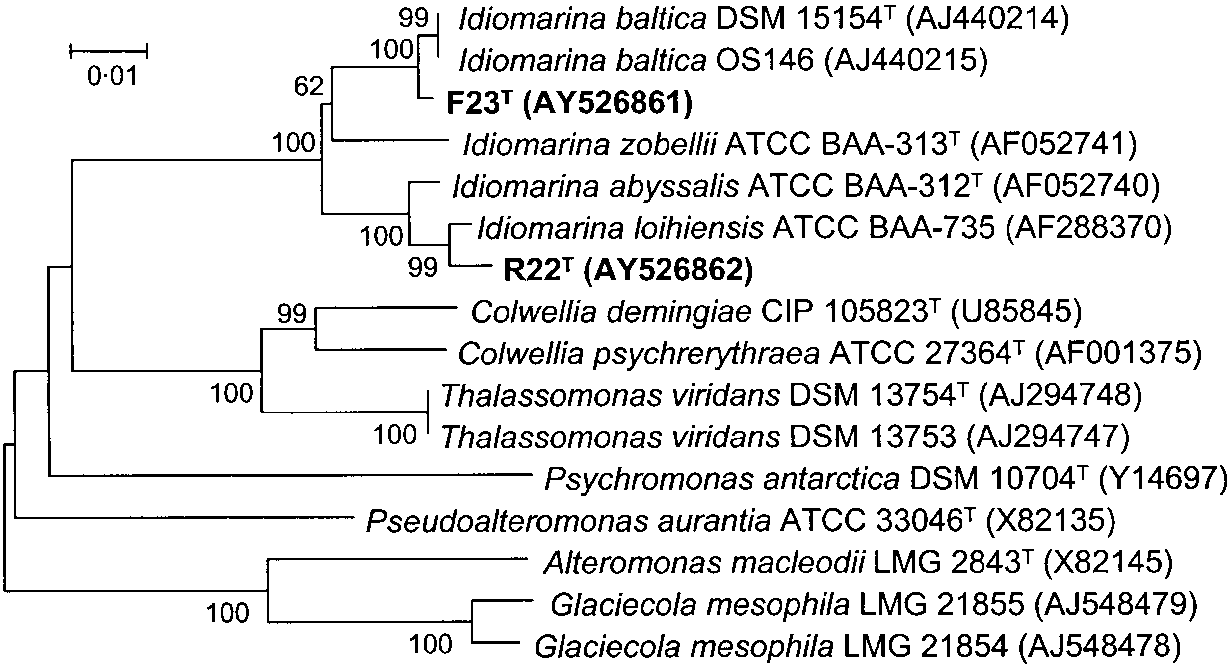 99
Idiomarina baltica DSM 15154ᵀ (AJ440214)
100
Idiomarina baltica OS146 (AJ440215)
0·01
62
F23ᵀ (AY526861)
100
Idiomarina zobellii ATCC BAA-313ᵀ (AF052741)
Idiomarina abyssalis ATCC BAA-312ᵀ (AF052740)
100
Idiomarina loihiensis ATCC BAA-735 (AF288370)
99
R22ᵀ (AY526862)
99
Colwellia demingiae CIP 105823ᵀ (U85845)
Colwellia psychrerythraea ATCC 27364ᵀ (AF001375)
100
Thalassomonas viridans DSM 13754ᵀ (AJ294748)
100
Thalassomonas viridans DSM 13753 (AJ294747)
Psychromonas antarctica DSM 10704ᵀ (Y14697)
Pseudoalteromonas aurantia ATCC 33046ᵀ (X82135)
Alteromonas macleodii LMG 2843ᵀ (X82145)
100
Glaciecola mesophila LMG 21855 (AJ548479)
100
Glaciecola mesophila LMG 21854 (AJ548478)